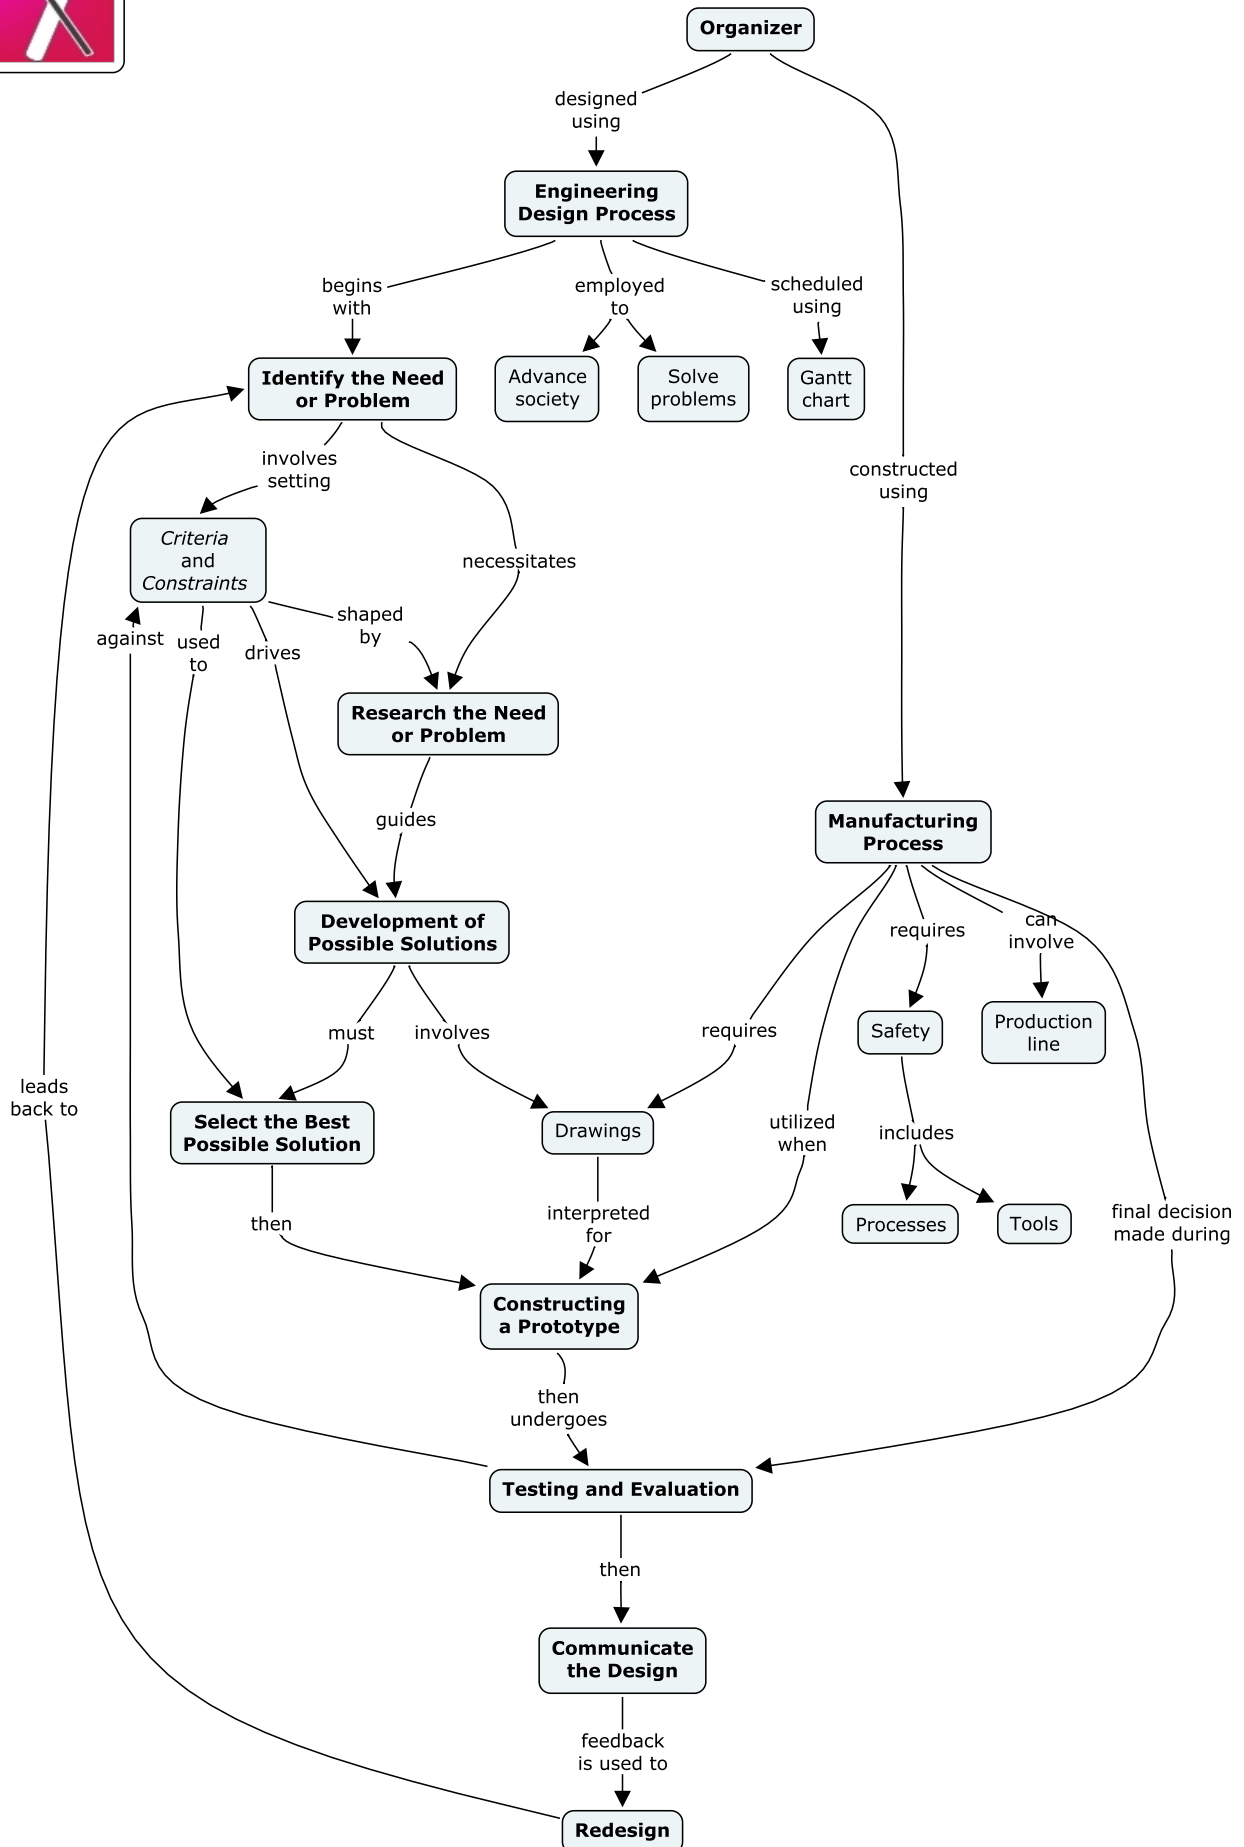 Organizer
designed
using
Engineering
Design Process
begins
with
employed
to
scheduled
using
Identify the Need
or Problem
Advance
society
Solve
problems
Gantt
chart
involves
setting
constructed
using
Criteria
and
Constraints
necessitates
against
used
to
drives
shaped
by
Research the Need
or Problem
guides
Manufacturing
Process
Development of
Possible Solutions
requires
can
involve
must
involves
requires
Safety
Production
line
leads
back to
Select the Best
Possible Solution
Drawings
utilized
when
includes
then
interpreted
for
Processes
Tools
final decision
made during
Constructing
a Prototype
then
undergoes
Testing and Evaluation
then
Communicate
the Design
feedback
is used to
Redesign